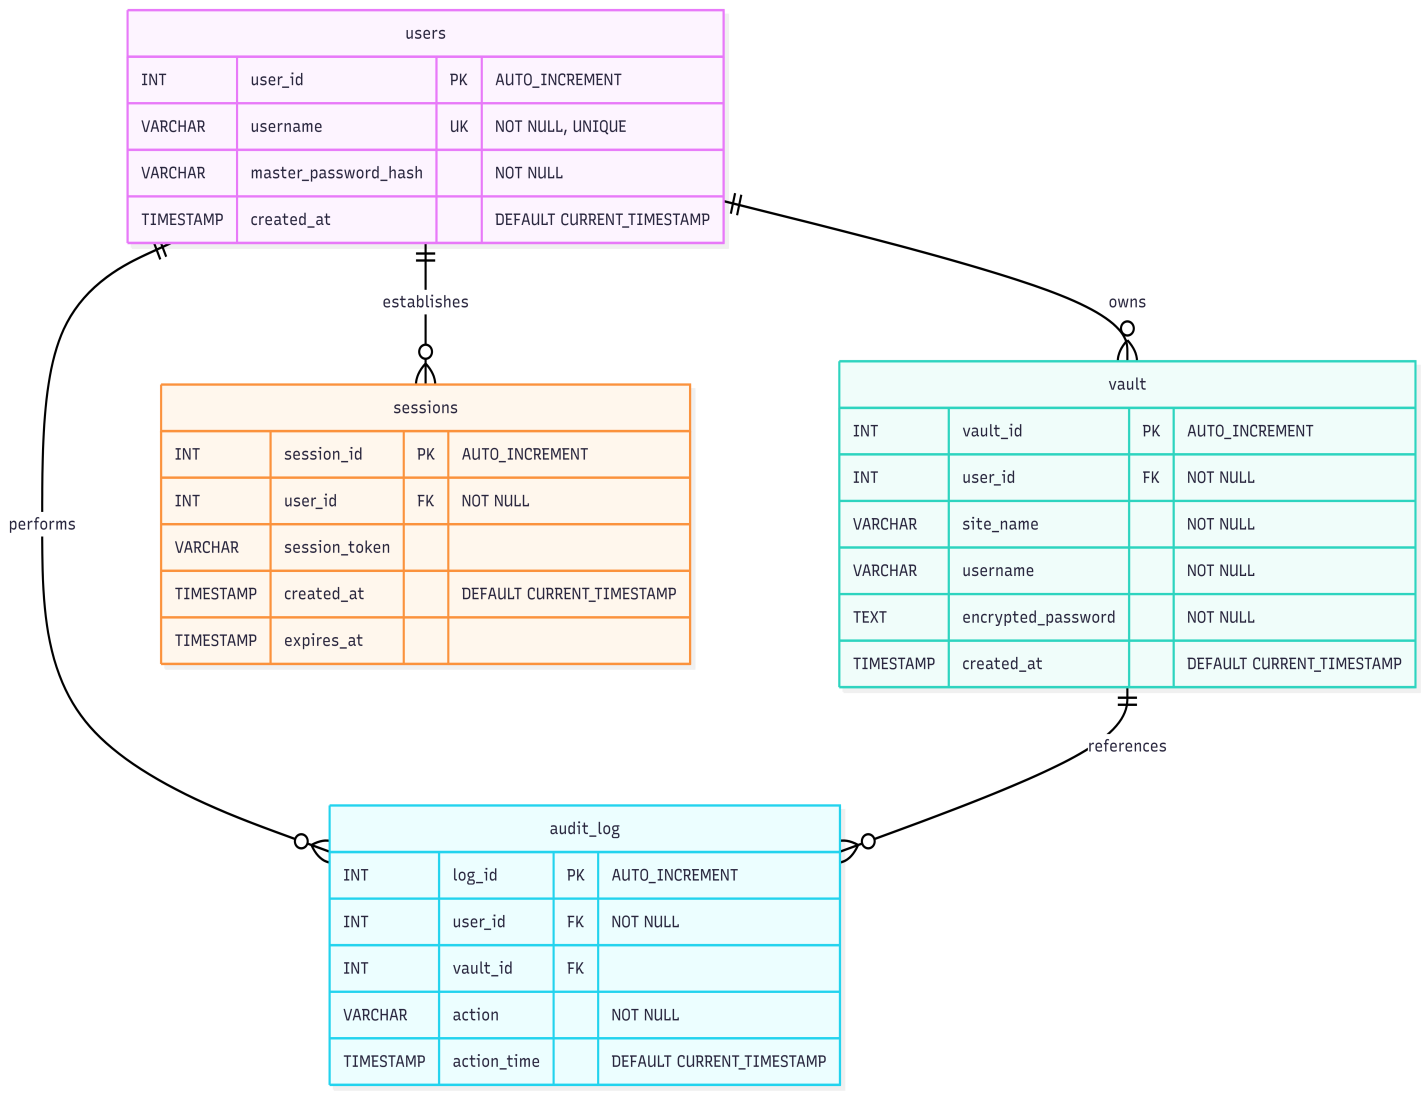 users
INT user_id PK AUTO_INCREMENT
VARCHAR username UK NOT NULL, UNIQUE
VARCHAR master_password_hash NOT NULL
TIMESTAMP created_at DEFAULT CURRENT_TIMESTAMP
establishes
owns
sessions
INT session_id PK AUTO_INCREMENT
INT user_id FK NOT NULL
VARCHAR session_token
TIMESTAMP created_at DEFAULT CURRENT_TIMESTAMP
TIMESTAMP expires_at
vault
INT vault_id PK AUTO_INCREMENT
INT user_id FK NOT NULL
VARCHAR site_name NOT NULL
VARCHAR username NOT NULL
TEXT encrypted_password NOT NULL
TIMESTAMP created_at DEFAULT CURRENT_TIMESTAMP
performs
references
audit_log
INT log_id PK AUTO_INCREMENT
INT user_id FK NOT NULL
INT vault_id FK
VARCHAR action NOT NULL
TIMESTAMP action_time DEFAULT CURRENT_TIMESTAMP